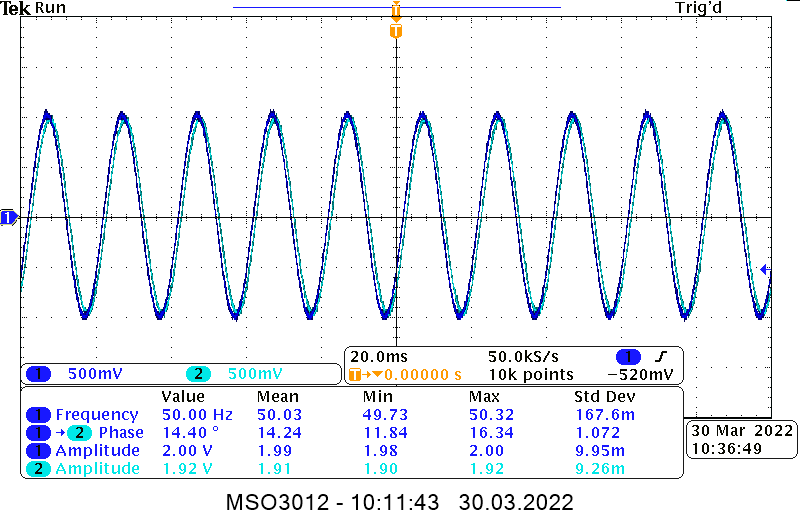 Tek Run Trig'd
T
T
1
1 500mV 2 500mV
20.0ms 50.0kS/s 1
T→▼0.00000 s 10k points −520mV
Value Mean Min Max Std Dev
1 Frequency 50.00 Hz 50.03 49.73 50.32 167.6m
1 → 2 Phase 14.40 ° 14.24 11.84 16.34 1.072
1 Amplitude 2.00 V 1.99 1.98 2.00 9.95m
2 Amplitude 1.92 V 1.91 1.90 1.92 9.26m
30 Mar 2022
10:36:49
MSO3012 - 10:11:43 30.03.2022